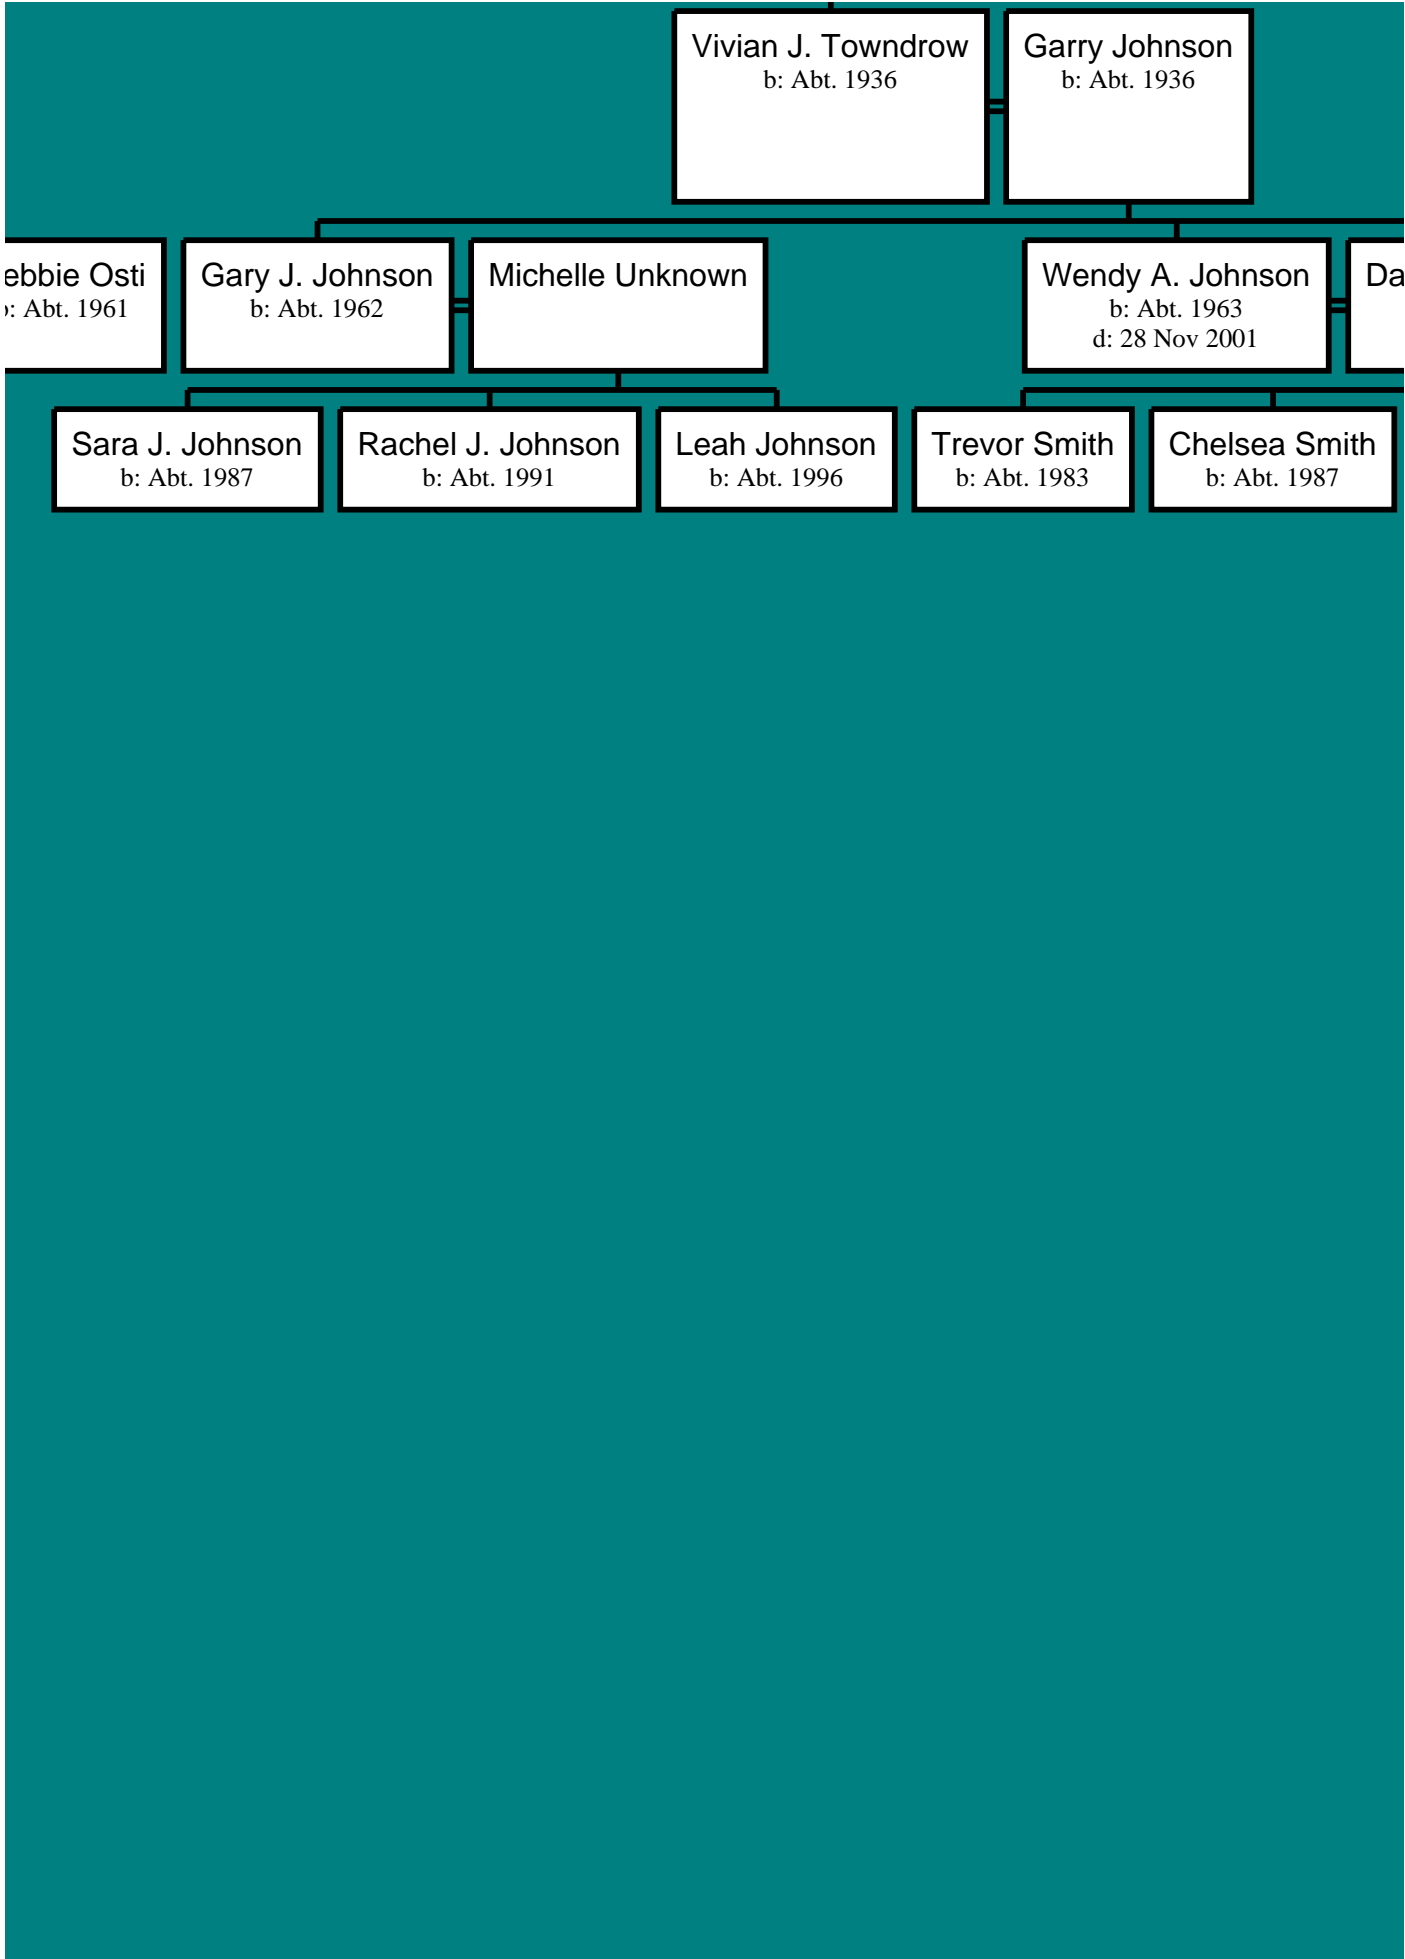 Vivian J. Towndrow
b: Abt. 1936
Garry Johnson
b: Abt. 1936
ebbie Osti
b: Abt. 1961
Gary J. Johnson
b: Abt. 1962
Michelle Unknown
Wendy A. Johnson
b: Abt. 1963
d: 28 Nov 2001
Da
Sara J. Johnson
b: Abt. 1987
Rachel J. Johnson
b: Abt. 1991
Leah Johnson
b: Abt. 1996
Trevor Smith
b: Abt. 1983
Chelsea Smith
b: Abt. 1987